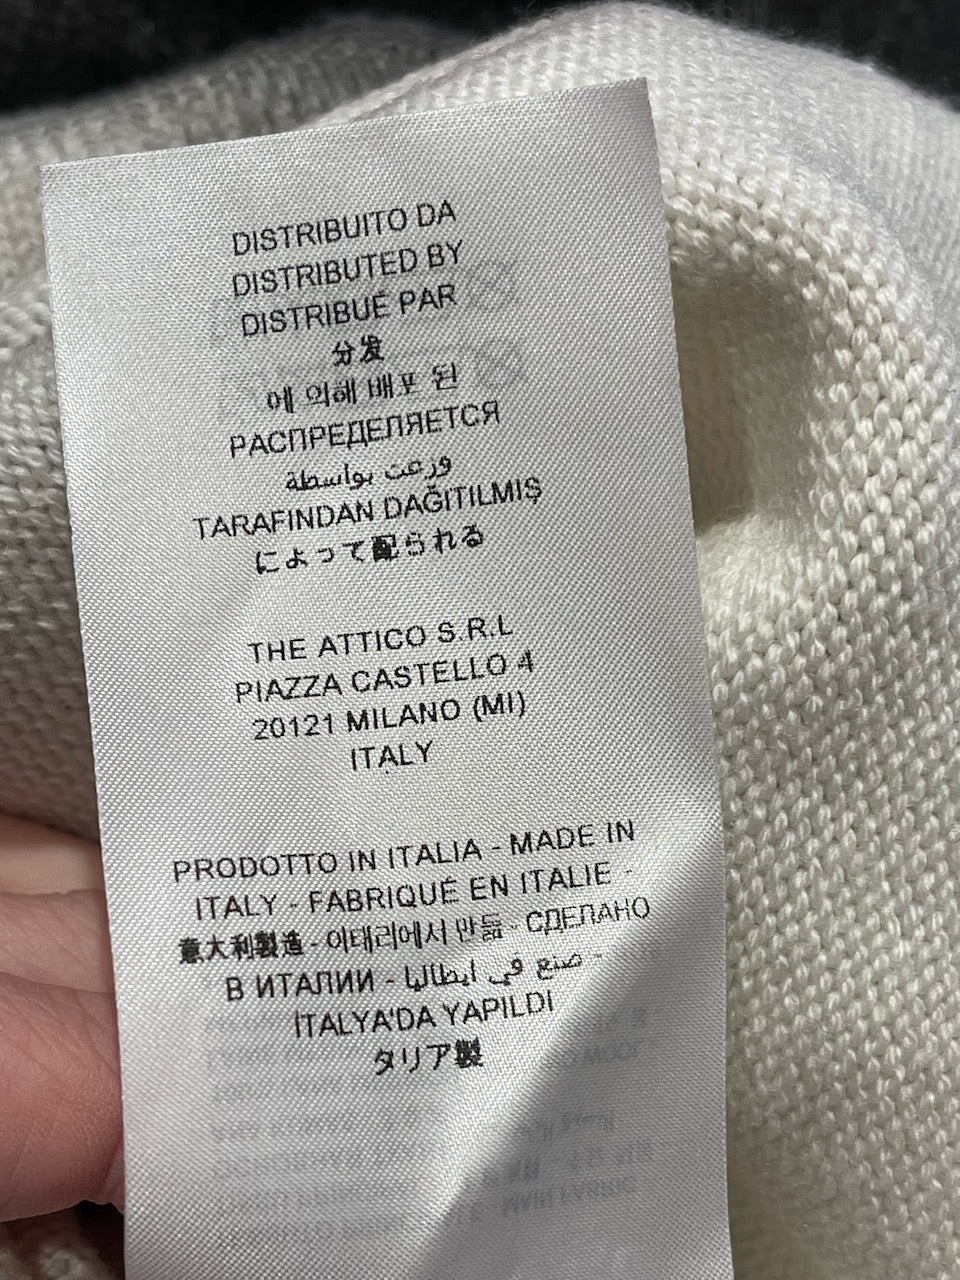 DISTRIBUITO DA
DISTRIBUTED BY
DISTRIBUÉ PAR
分发
에 의해 배포 된
РАСПРЕДЕЛЯЕТСЯ
وزعت بواسطة
TARAFINDAN DAĞITILMIŞ
によって配られる
THE ATTICO S.R.L
PIAZZA CASTELLO 4
20121 MILANO (MI)
ITALY
PRODOTTO IN ITALIA - MADE IN
ITALY - FABRIQUÉ EN ITALIE -
意大利製造 - 이태리에서 만듦 - СДЕЛАНО
В ИТАЛИИ - صنع في ايطاليا -
İTALYA'DA YAPILDI
タリア製